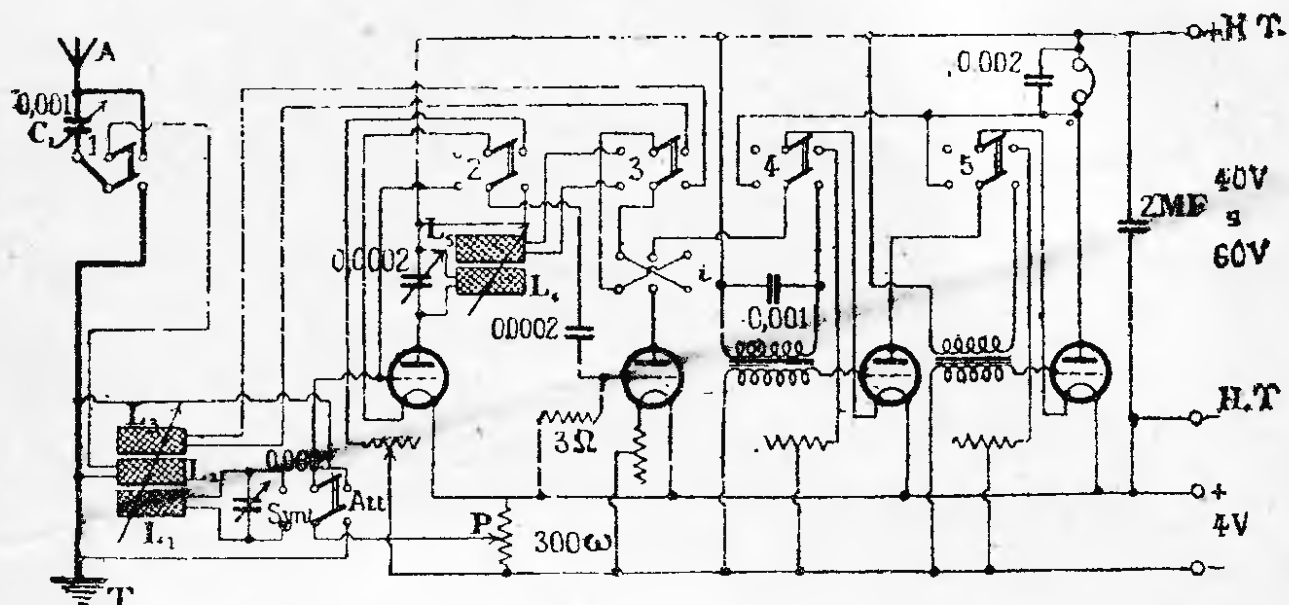 A
+ H T.
0,001
C₁
1
0.002
2
3
4
5
40V
à
60V
2MF
L₅
0,0002
L₄
i
0,0002
0,001
H.T
3Ω
L₃
L₂
L₁
Synt
Att
P
300ω
+
4V
-
T